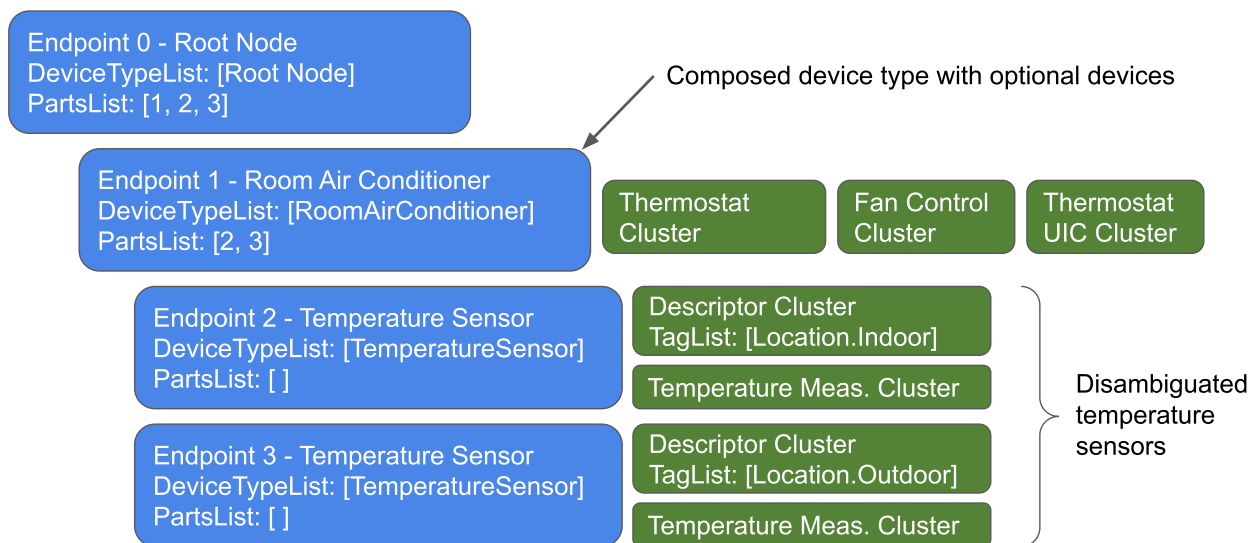 Endpoint 0 - Root Node
DeviceTypeList: [Root Node]
PartsList: [1, 2, 3]
Composed device type with optional devices
Endpoint 1 - Room Air Conditioner
DeviceTypeList: [RoomAirConditioner]
PartsList: [2, 3]
Thermostat
Cluster
Fan Control
Cluster
Thermostat
UIC Cluster
Endpoint 2 - Temperature Sensor
DeviceTypeList: [TemperatureSensor]
PartsList: [ ]
Descriptor Cluster
TagList: [Location.Indoor]
Temperature Meas. Cluster
Endpoint 3 - Temperature Sensor
DeviceTypeList: [TemperatureSensor]
PartsList: [ ]
Descriptor Cluster
TagList: [Location.Outdoor]
Temperature Meas. Cluster
Disambiguated
temperature
sensors